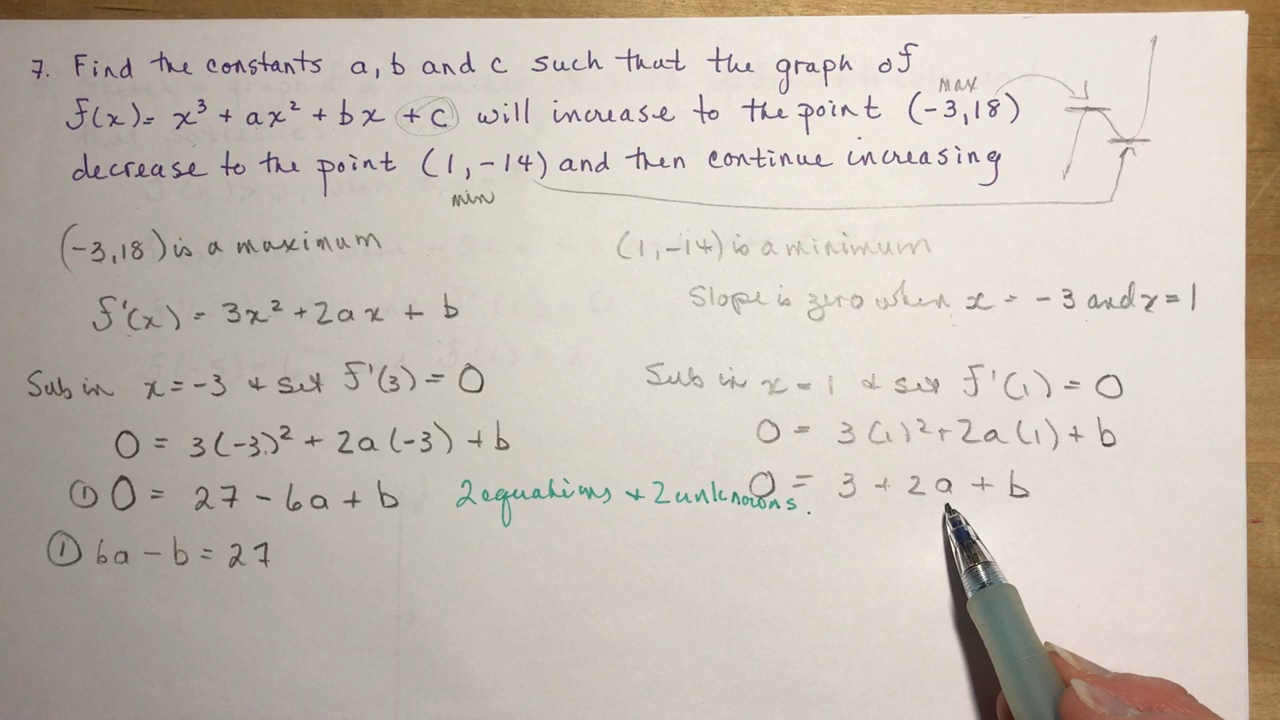 7. Find the constants a, b and c such that the graph of
max
f(x) = x³ + ax² + bx + c will increase to the point (-3,18)
decrease to the point (1, -14) and then continue increasing
min
(-3,18) is a maximum
(1,-14) is a minimum
f'(x) = 3x² + 2ax + b
Slope is zero when x = -3 and x = 1
Sub in x = -3 + set f'(3) = 0
Sub in x = 1 & set f'(1) = 0
0 = 3(-3)² + 2a(-3) + b
0 = 3(1)² + 2a(1) + b
① 0 = 27 - 6a + b
2 equations + 2 unknowns.
0 = 3 + 2a + b
① 6a - b = 27